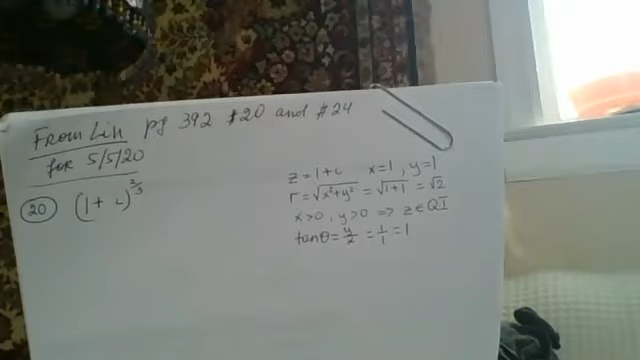 From Lin pg 392 #20 and #24
for 5/5/20
20 (1+i)^2/3
z = 1+i x=1, y=1
r = √x²+y² = √1+1 = √2
x>0, y>0 => z ∈ QI
tanθ = y/x = 1/1 = 1